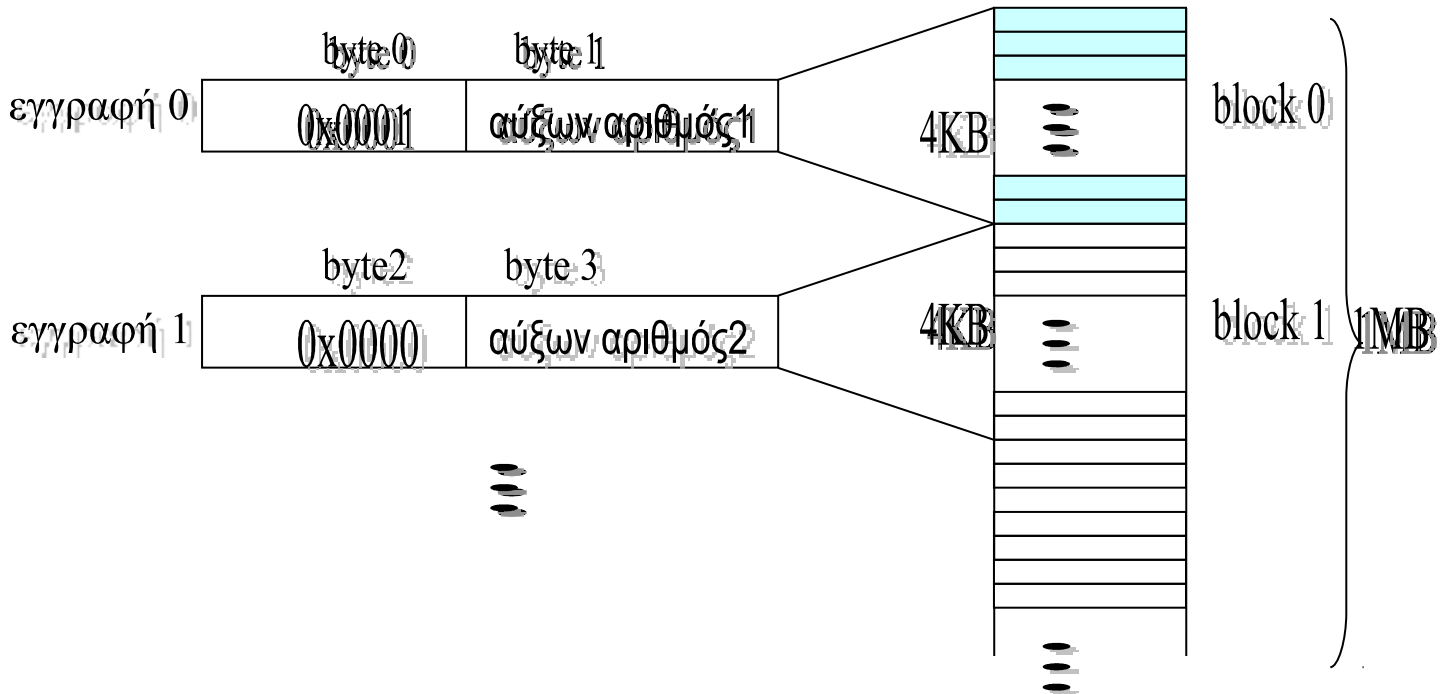 byte 0
byte 1
εγγραφή 0
0x0001
αύξων αριθμός1
4KB
block 0
byte2
byte 3
εγγραφή 1
0x0000
αύξων αριθμός2
4KB
block 1
1MB